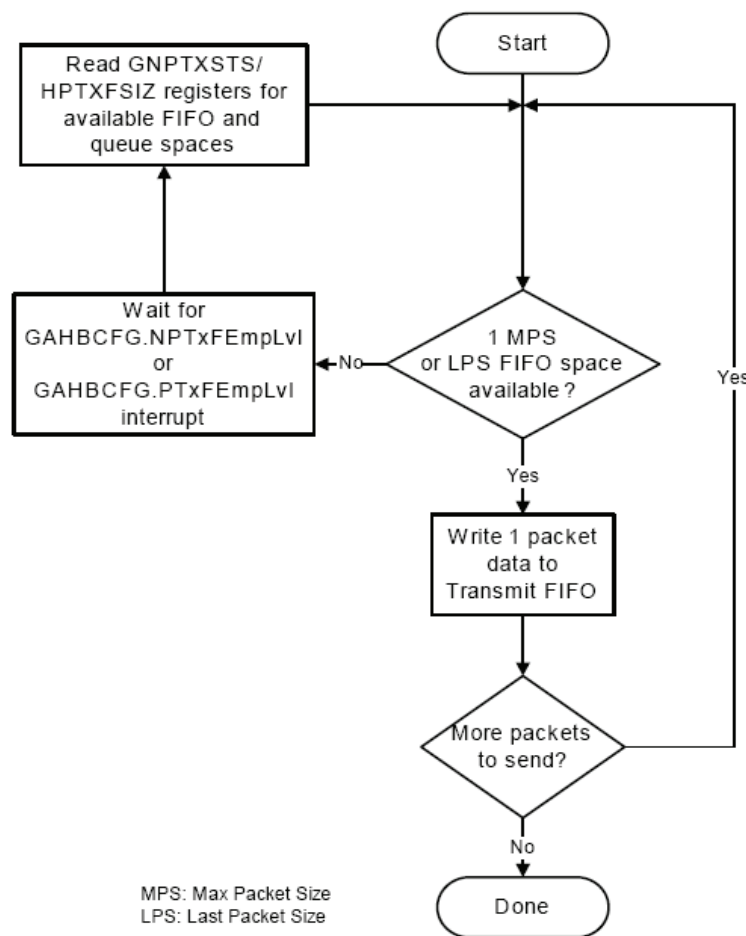 Start
Read GNPTXSTS/
HPTXFSIZ registers for
available FIFO and
queue spaces
Wait for
GAHBCFG.NPTxFEmpLvl
or
GAHBCFG.PTxFEmpLvl
interrupt
No
1 MPS
or LPS FIFO space
available?
Yes
Yes
Write 1 packet
data to
Transmit FIFO
More packets
to send?
No
Done
MPS: Max Packet Size
LPS: Last Packet Size